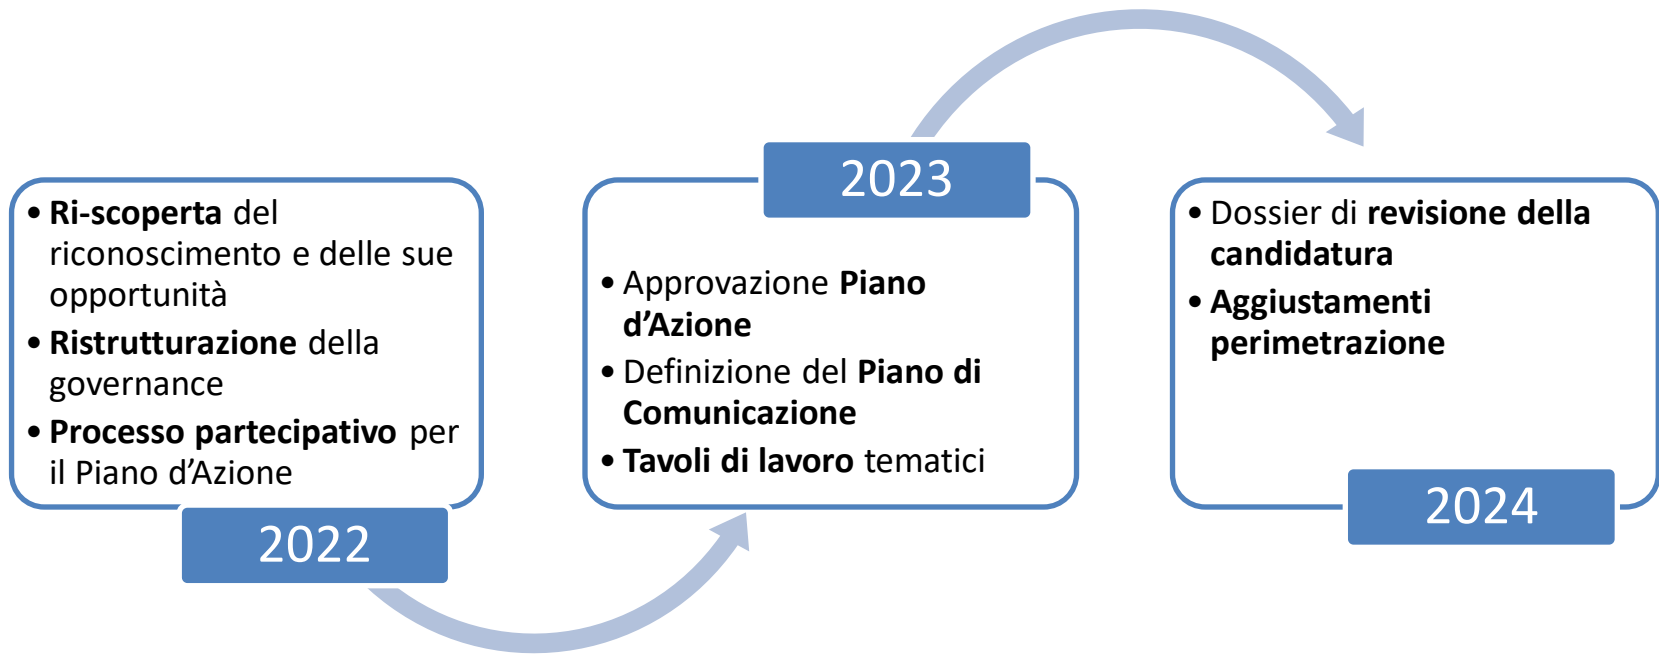 • Ri-scoperta del
riconoscimento e delle sue
opportunità
• Ristrutturazione della
governance
• Processo partecipativo per
il Piano d’Azione
2022
2023
• Approvazione Piano
d’Azione
• Definizione del Piano di
Comunicazione
• Tavoli di lavoro tematici
• Dossier di revisione della
candidatura
• Aggiustamenti
perimetrazione
2024